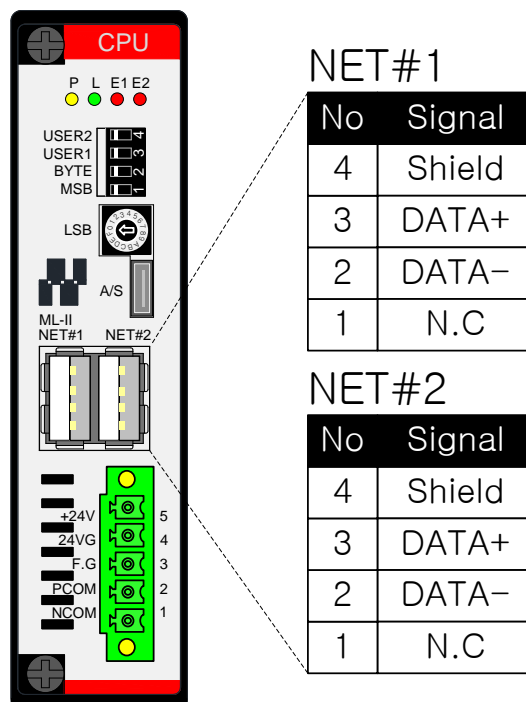 CPU
P L E1 E2
USER2
USER1
BYTE
MSB
4
3
2
1
LSB
0123456789ABCDEF
A/S
ML-II
NET#1 NET#2
+24V 5
24VG 4
F.G 3
PCOM 2
NCOM 1
NET#1
No Signal
4 Shield
3 DATA+
2 DATA-
1 N.C
NET#2
No Signal
4 Shield
3 DATA+
2 DATA-
1 N.C